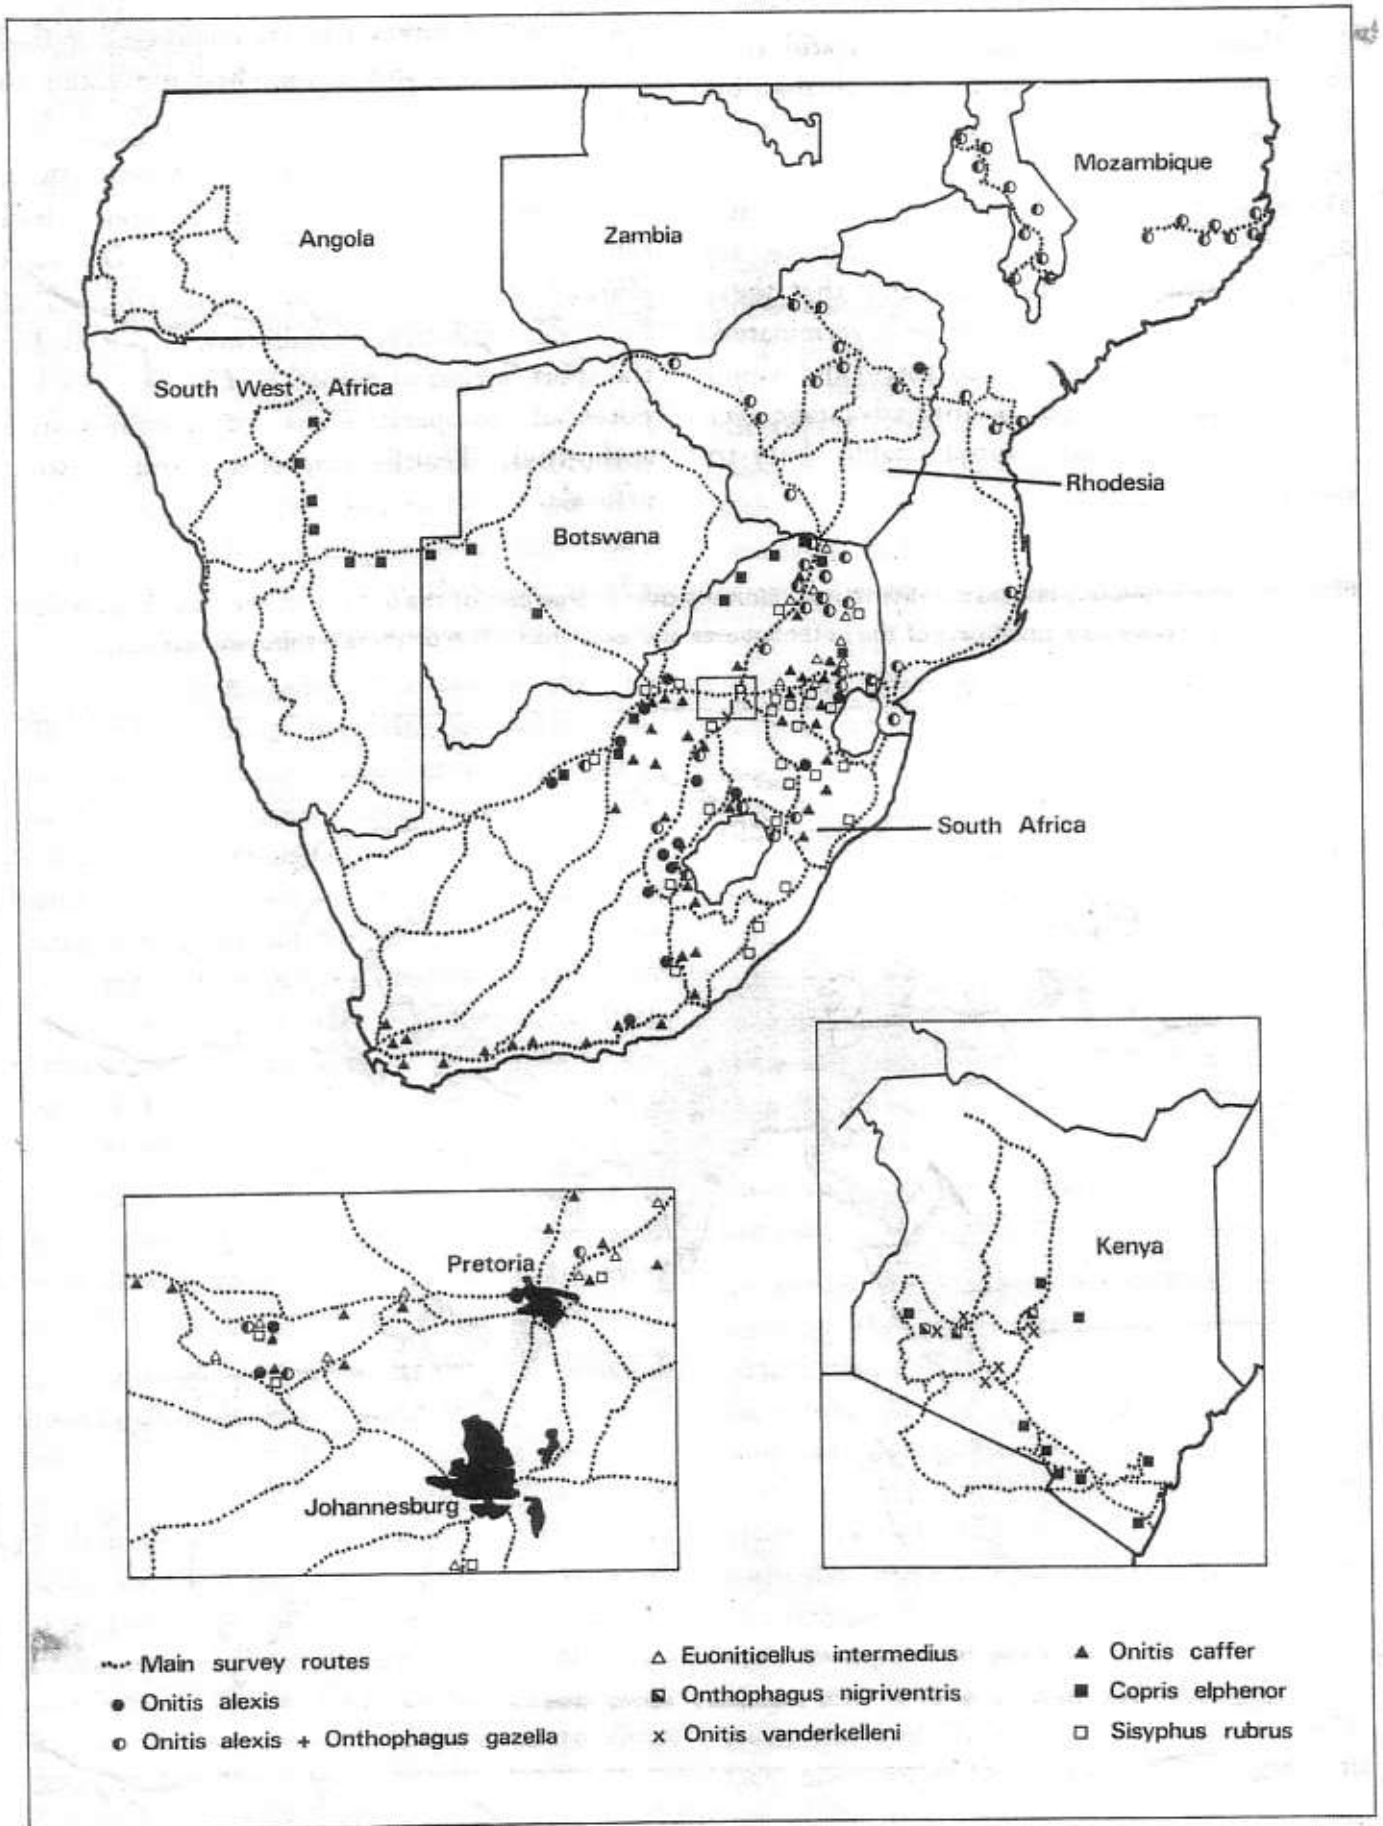 Mozambique
Angola
Zambia
South West Africa
Rhodesia
Botswana
South Africa
Kenya
Pretoria
Johannesburg
Main survey routes
Onitis alexis
Onitis alexis + Onthophagus gazella
Euoniticellus intermedius
Onthophagus nigriventris
Onitis vanderkelleni
Onitis caffer
Copris elphenor
Sisyphus rubrus